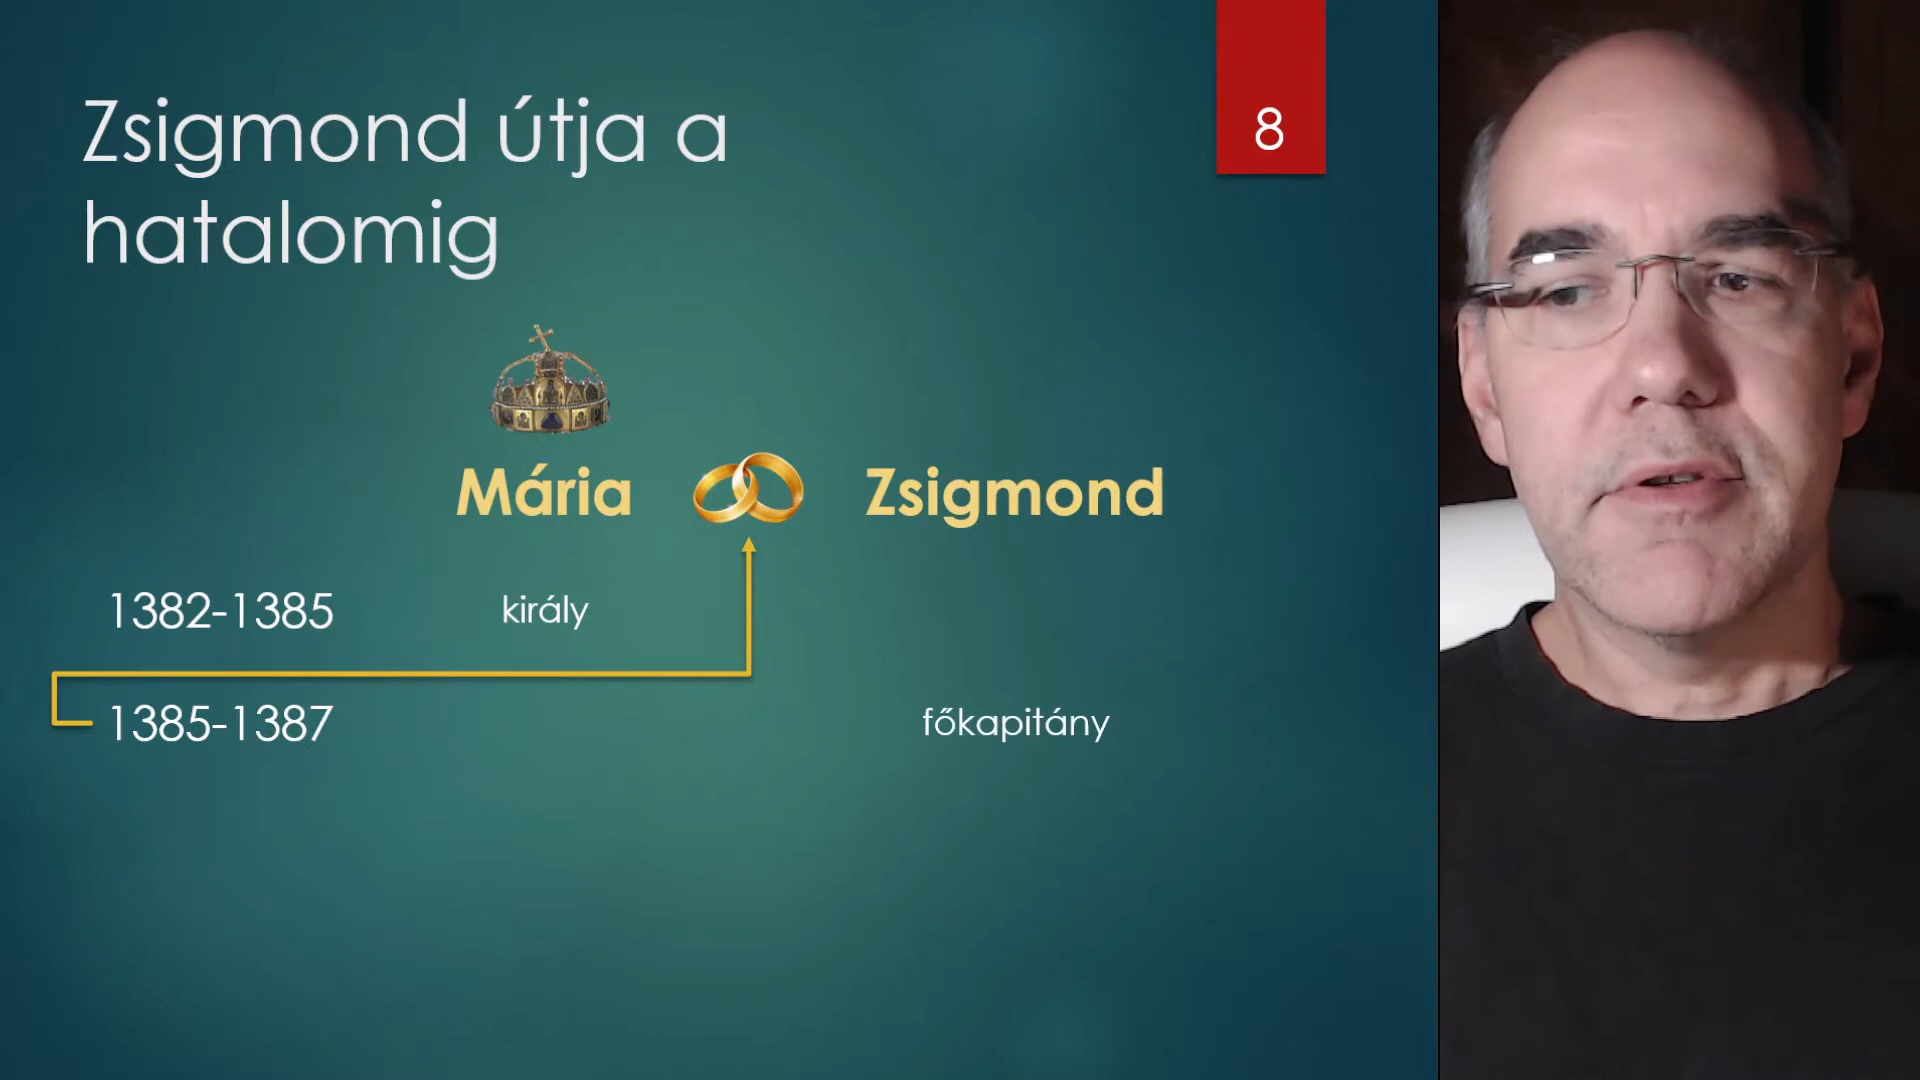 Zsigmond útja a
hatalomig
8
Mária
Zsigmond
1382-1385
király
1385-1387
főkapitány